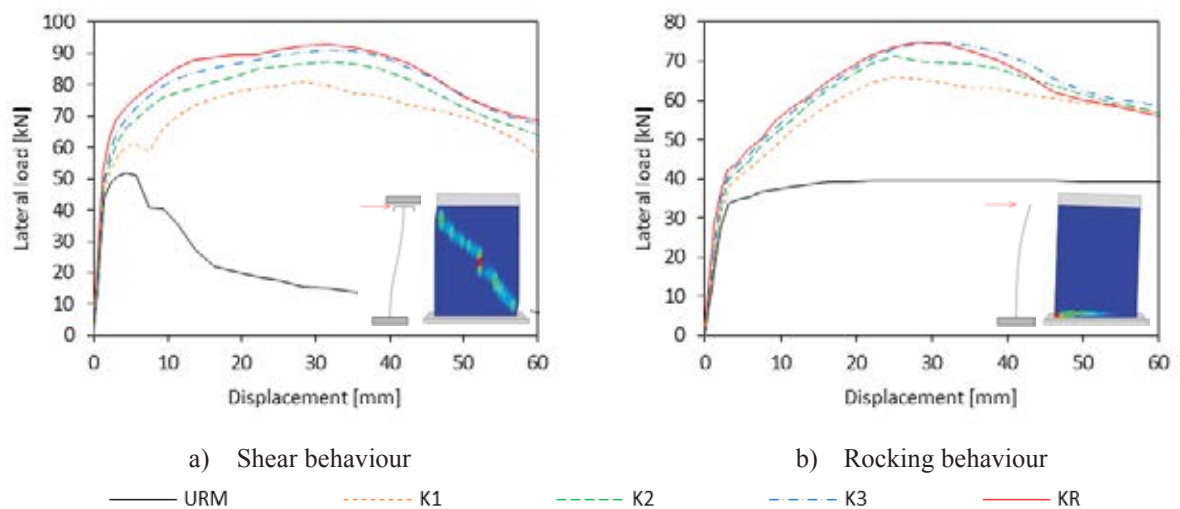 Lateral load [kN]
100
90
80
70
60
50
40
30
20
10
0
0 10 20 30 40 50 60
Displacement [mm]
a) Shear behaviour
Lateral load [kN]
80
70
60
50
40
30
20
10
0
0 10 20 30 40 50 60
Displacement [mm]
b) Rocking behaviour
URM K1 K2 K3 KR